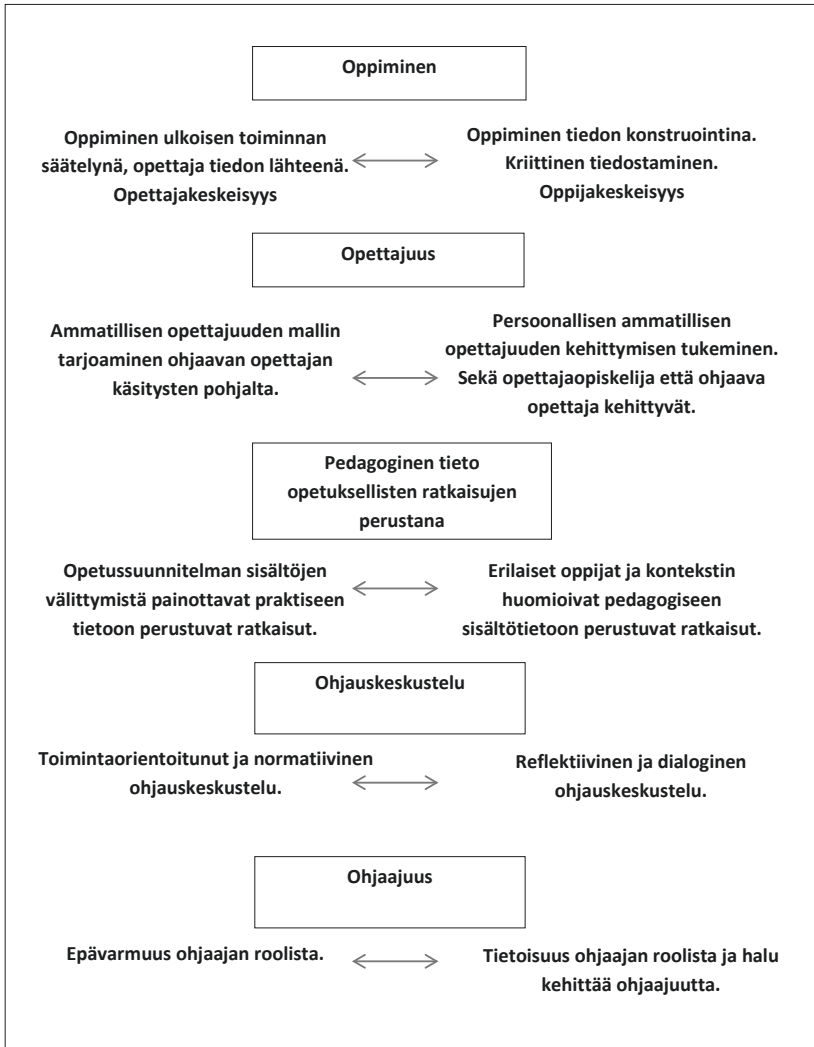 Oppiminen
Oppiminen ulkoisen toiminnan
säätelynä, opettaja tiedon lähteenä.
Opettajakeskeisyys
Oppiminen tiedon konstruointina.
Kriittinen tiedostaminen.
Oppijakeskeisyys
Opettajuus
Ammatillisen opettajuuden mallin
tarjoaminen ohjaavan opettajan
käsitysten pohjalta.
Persoonallisen ammatillisen
opettajuuden kehittymisen tukeminen.
Sekä opettajaopiskelija että ohjaava
opettaja kehittyvät.
Pedagoginen tieto
opetuksellisten ratkaisujen
perustana
Opetussuunnitelman sisältöjen
välittymistä painottavat praktiseen
tietoon perustuvat ratkaisut.
Erilaiset oppijat ja kontekstin
huomioivat pedagogiseen
sisältötietoon perustuvat ratkaisut.
Ohjauskeskustelu
Toimintaorientoitunut ja normatiivinen
ohjauskeskustelu.
Reflektiivinen ja dialoginen
ohjauskeskustelu.
Ohjaajuus
Epävarmuus ohjaajan roolista.
Tietoisuus ohjaajan roolista ja halu
kehittää ohjaajuutta.